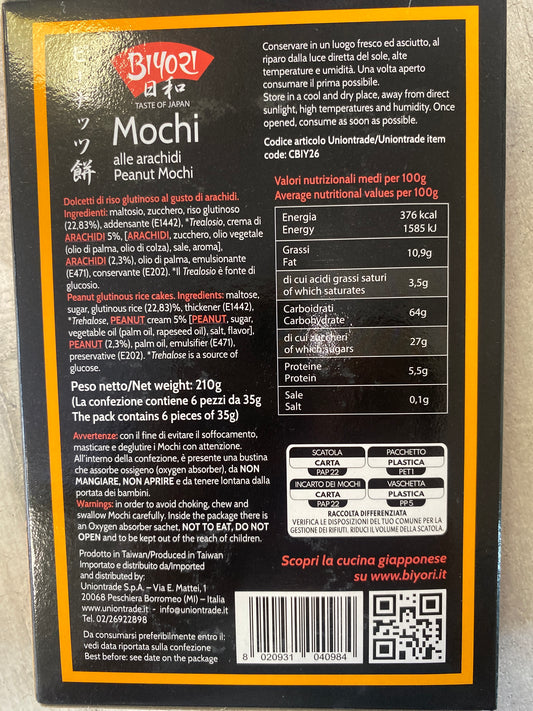 BIYORI
日和
TASTE OF JAPAN
ナッツ餅
Mochi
alle arachidi
Peanut Mochi
Dolcetti di riso glutinoso al gusto di arachidi.
Ingredienti: maltosio, zucchero, riso glutinoso
(22,83%), addensante (E1442), *Trealosio, crema di
ARACHIDI 5%, [ARACHIDI, zucchero, olio vegetale
(olio di palma, olio di colza), sale, aroma],
ARACHIDI (2,3%), olio di palma, emulsionante
(E471), conservante (E202). *Il Trealosio è fonte di
glucosio.
Peanut glutinous rice cakes. Ingredients: maltose,
sugar, glutinous rice (22,83)%, thickener (E1442),
*Trehalose, PEANUT cream 5% [PEANUT, sugar,
vegetable oil (palm oil, rapeseed oil), salt, flavor],
PEANUT (2,3%), palm oil, emulsifier (E471),
preservative (E202). *Trehalose is a source of
glucose.
Peso netto/Net weight: 210g
(La confezione contiene 6 pezzi da 35g
The pack contains 6 pieces of 35g)
Avvertenze: con il fine di evitare il soffocamento,
masticare e deglutire i Mochi con attenzione.
All'interno della confezione, è presente una bustina
che assorbe ossigeno (oxygen absorber), da NON
MANGIARE, NON APRIRE e da tenere lontana dalla
portata dei bambini.
Warnings: in order to avoid choking, chew and
swallow Mochi carefully. Inside the package there is
an Oxygen absorber sachet, NOT TO EAT, DO NOT
OPEN and to be kept out of the reach of children.
Prodotto in Taiwan/Produced in Taiwan
Importato e distribuito da/Imported
and distributed by:
Uniontrade S.p.A. – Via E. Mattei, 1
20068 Peschiera Borromeo (MI) – Italia
www.uniontrade.it - info@uniontrade.it
Tel. 02/26922898
Da consumarsi preferibilmente entro il:
vedi data riportata sulla confezione
Best before: see date on the package
Conservare in un luogo fresco ed asciutto, al
riparo dalla luce diretta del sole, alte
temperature e umidità. Una volta aperto
consumare il prima possibile.
Store in a cool and dry place, away from direct
sunlight, high temperatures and humidity. Once
opened, consume as soon as possible.
Codice articolo Uniontrade/Uniontrade item
code: CBIY26
Valori nutrizionali medi per 100g
Average nutritional values per 100g
Energia 376 kcal
Energy 1585 kJ
Grassi
Fat 10,9g
di cui acidi grassi saturi
of which saturates 3,5g
Carboidrati
Carbohydrate 64g
di cui zuccheri
of which sugars 27g
Proteine
Protein 5,5g
Sale
Salt 0,1g
SCATOLA PACCHETTO
CARTA PLASTICA
PAP 22 PET1
INCARTO DEI MOCHI VASCHETTA
CARTA PLASTICA
PAP 22 PP 5
RACCOLTA DIFFERENZIATA
VERIFICA LE DISPOSIZIONI DEL TUO COMUNE PER LA
GESTIONE DEI RIFIUTI. RIDUCI IL VOLUME DELLA SCATOLA.
Scopri la cucina giapponese
su www.biyori.it
8 020931 040984